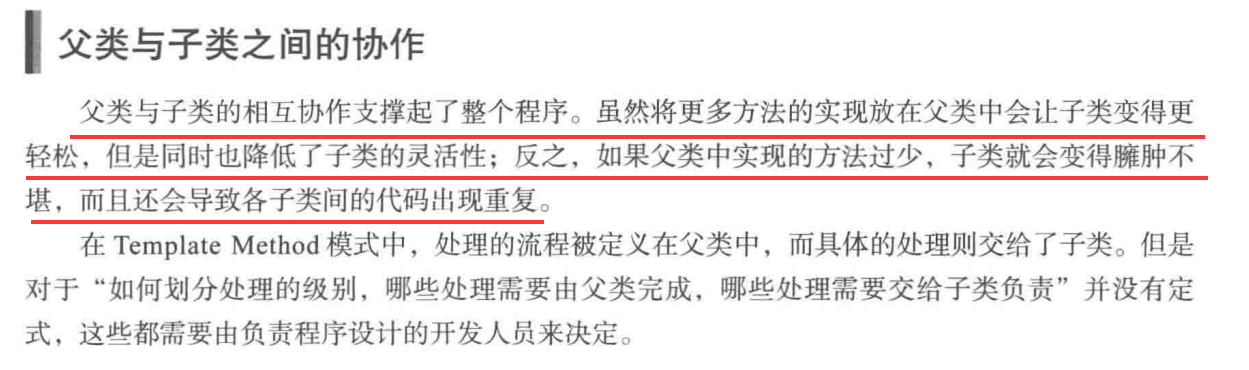 父类与子类之间的协作
父类与子类的相互协作支撑起了整个程序。虽然将更多方法的实现放在父类中会让子类变得更
轻松，但是同时也降低了子类的灵活性；反之，如果父类中实现的方法过少，子类就会变得臃肿不
堪，而且还会导致各子类间的代码出现重复。
在 Template Method 模式中，处理的流程被定义在父类中，而具体的处理则交给了子类。但是
对于“如何划分处理的级别，哪些处理需要由父类完成，哪些处理需要交给子类负责”并没有定
式，这些都需要由负责程序设计的开发人员来决定。